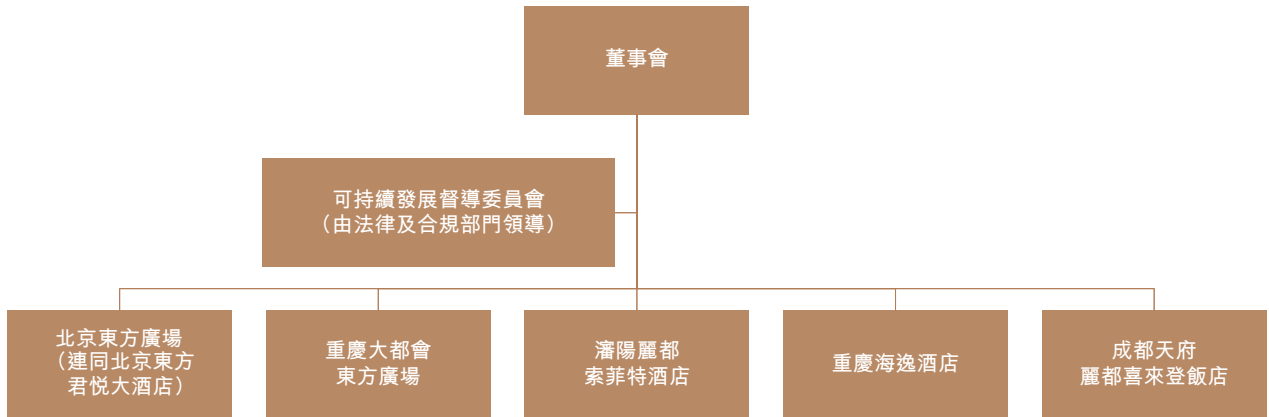 董事會
可持續發展督導委員會
（由法律及合規部門領導）
北京東方廣場
（連同北京東方
君悅大酒店）
重慶大都會
東方廣場
瀋陽麗都
索菲特酒店
重慶海逸酒店
成都天府
麗都喜來登飯店